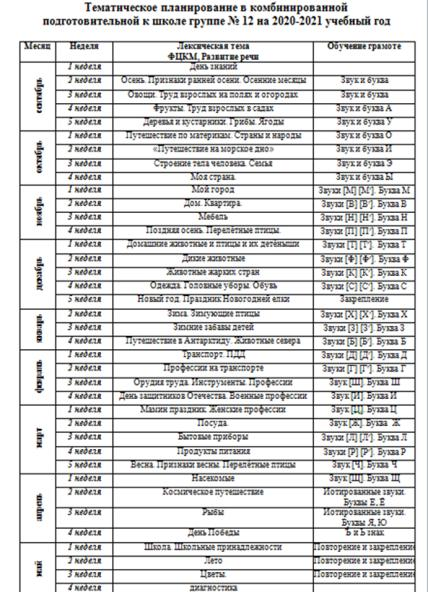 Тематическое планирование в комбинированной
подготовительной к школе группе № 12 на 2020-2021 учебный год
Месяц Неделя Лексическая тема Обучение грамоте
ФЦКМ, Развитие речи
сентябрь
1 неделя День знаний
2 неделя Осень. Признаки ранней осени. Осенние месяцы Звук и буква
3 неделя Овощи. Труд взрослых на полях и огородах Звук и буква
4 неделя Фрукты. Труд взрослых в садах Звук и буква А
5 неделя Деревья и кустарники. Грибы. Ягоды Звук и буква У
октябрь
1 неделя Путешествие по материкам. Страны и народы Звук и буква О
2 неделя «Путешествие на морское дно» Звук и буква И
3 неделя Строение тела человека. Семья Звук и буква Э
4 неделя Моя страна. Звук и буква Ы
ноябрь
1 неделя Мой город Звуки [М] [М']. Буква М
2 неделя Дом. Квартира. Звуки [В] [В']. Буква В
3 неделя Мебель Звуки [Н] [Н']. Буква Н
4 неделя Поздняя осень. Перелётные птицы. Звуки [П] [П']. Буква П
декабрь
1 неделя Домашние животные и птицы и их детёныши Звуки [Т] [Т']. Буква Т
2 неделя Дикие животные Звуки [Ф] [Ф']. Буква Ф
3 неделя Животные жарких стран Звуки [К] [К']. Буква К
4 неделя Одежда. Головные уборы. Обувь Звуки [С] [С']. Буква С
5 неделя Новый год. Праздник Новогодней елки Закрепление
январь
2 неделя Зима. Зимующие птицы Звуки [Х] [Х']. Буква Х
3 неделя Зимние забавы детей Звуки [З] [З']. Буква З
4 неделя Путешествие в Антарктиду. Животные севера Звуки [Б] [Б']. Буква Б
февраль
1 неделя Транспорт. ПДД Звуки [Д] [Д']. Буква Д
2 неделя Профессии на транспорте Звуки [Г] [Г']. Буква Г
3 неделя Орудия труда. Инструменты. Профессии Звук [Ш]. Буква Ш
4 неделя День защитников Отечества. Военные профессии Звук [И]. Буква И
март
1 неделя Мамин праздник. Женские профессии Звук [Ц]. Буква Ц
2 неделя Посуда. Звук [Ж]. Буква Ж
3 неделя Бытовые приборы Звуки [Л] [Л']. Буква Л
4 неделя Продукты питания Звуки [Р] [Р']. Буква Р
5 неделя Весна. Признаки весны. Перелётные птицы Звук [Ч]. Буква Ч
апрель
1 неделя Насекомые Звук [Щ]. Буква Щ
2 неделя Космическое путешествие Йотированные звуки.
Буквы Е, Ё
3 неделя Рыбы Йотированные звуки.
Буквы Я, Ю
4 неделя День Победы Ъ и Ь знак
май
1 неделя Школа. Школьные принадлежности Повторение и закрепление
2 неделя Лето Повторение и закрепление
3 неделя Цветы. Повторение и закрепление
4 неделя диагностика